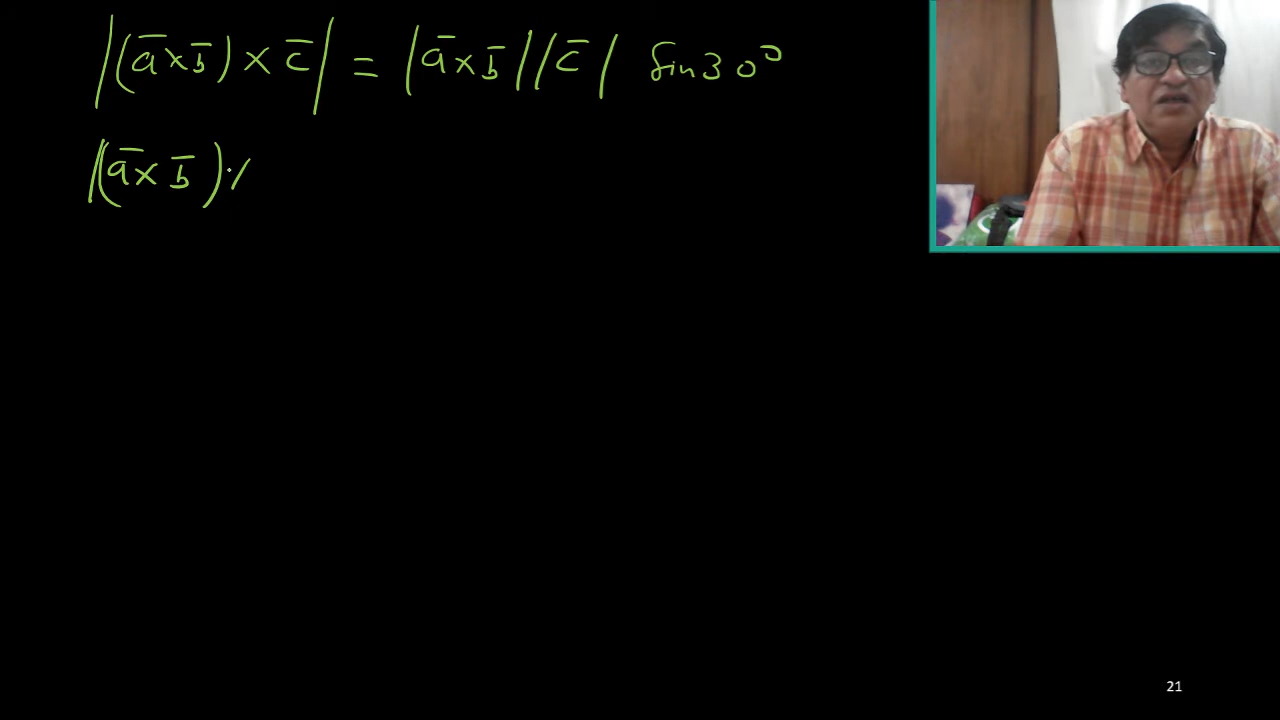 |(a̅×b̅)×c̅| = |a̅×b̅||c̅| Sin30°
|(a̅×b̅)
21